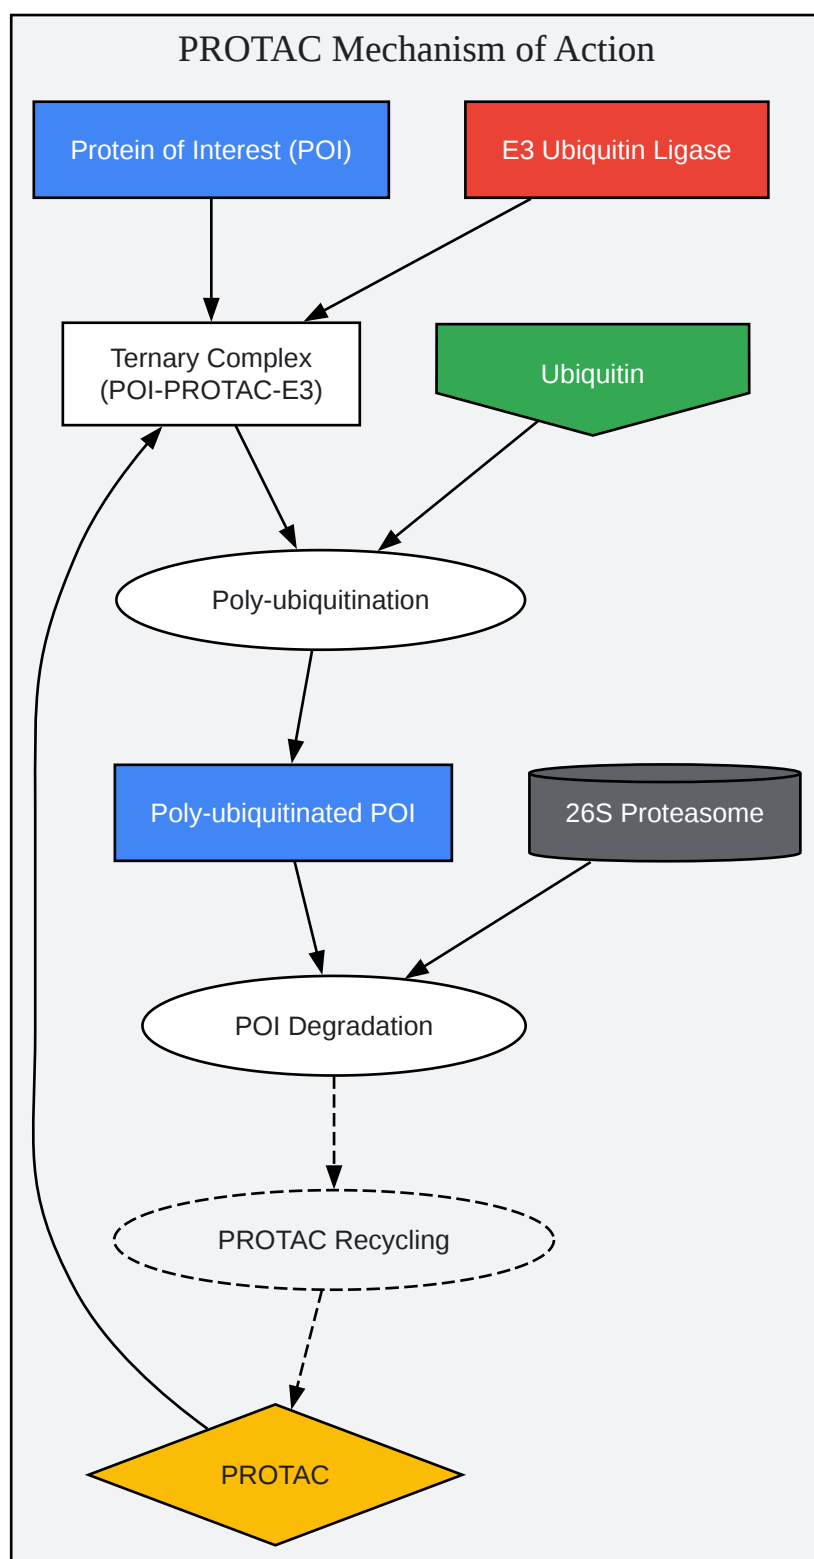 PROTAC Mechanism of Action
Protein of Interest (POI)
E3 Ubiquitin Ligase
Ternary Complex
(POI-PROTAC-E3)
Ubiquitin
Poly-ubiquitination
Poly-ubiquitinated POI
26S Proteasome
POI Degradation
PROTAC Recycling
PROTAC